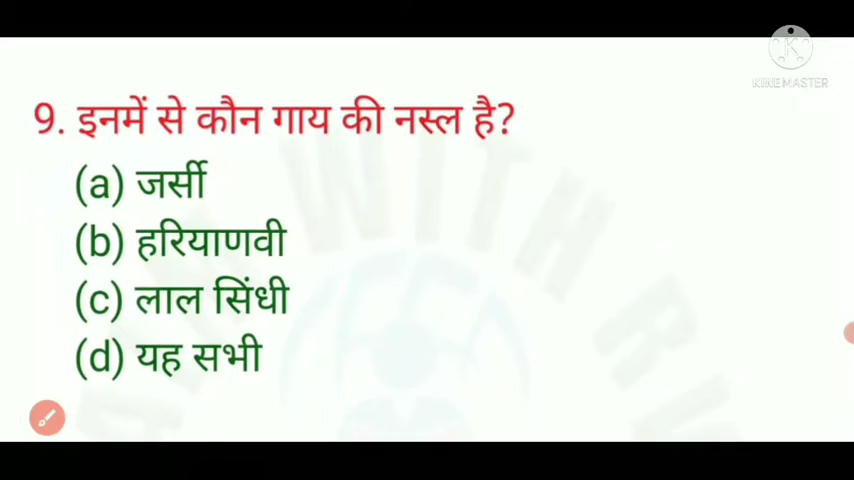 KINEMASTER
9. इनमें से कौन गाय की नस्ल है?
(a) जर्सी
(b) हरियाणवी
(c) लाल सिंधी
(d) यह सभी